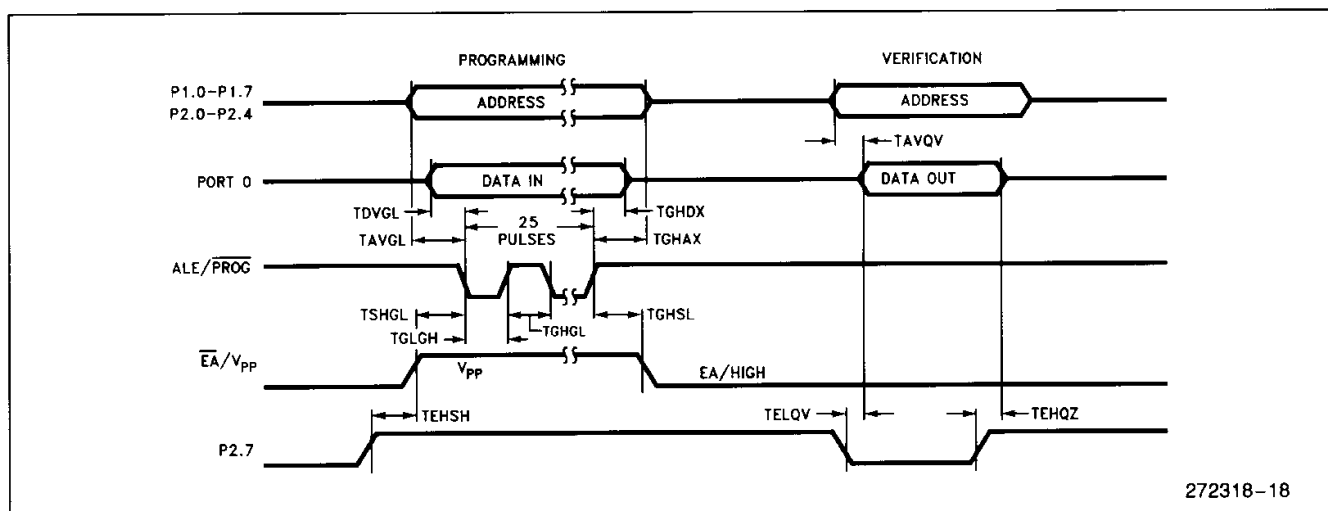 PROGRAMMING
VERIFICATION
P1.0–P1.7
P2.0–P2.4
ADDRESS
ADDRESS
TAVQV
PORT 0
DATA IN
DATA OUT
TDVGL
25
PULSES
TGHDX
TAVGL
TGHAX
ALE/PROG
TSHGL
TGHSL
TGLGH
TGHGL
EA/VPP
VPP
EA/HIGH
TEHSH
TELQV
TEHQZ
P2.7
272318–18